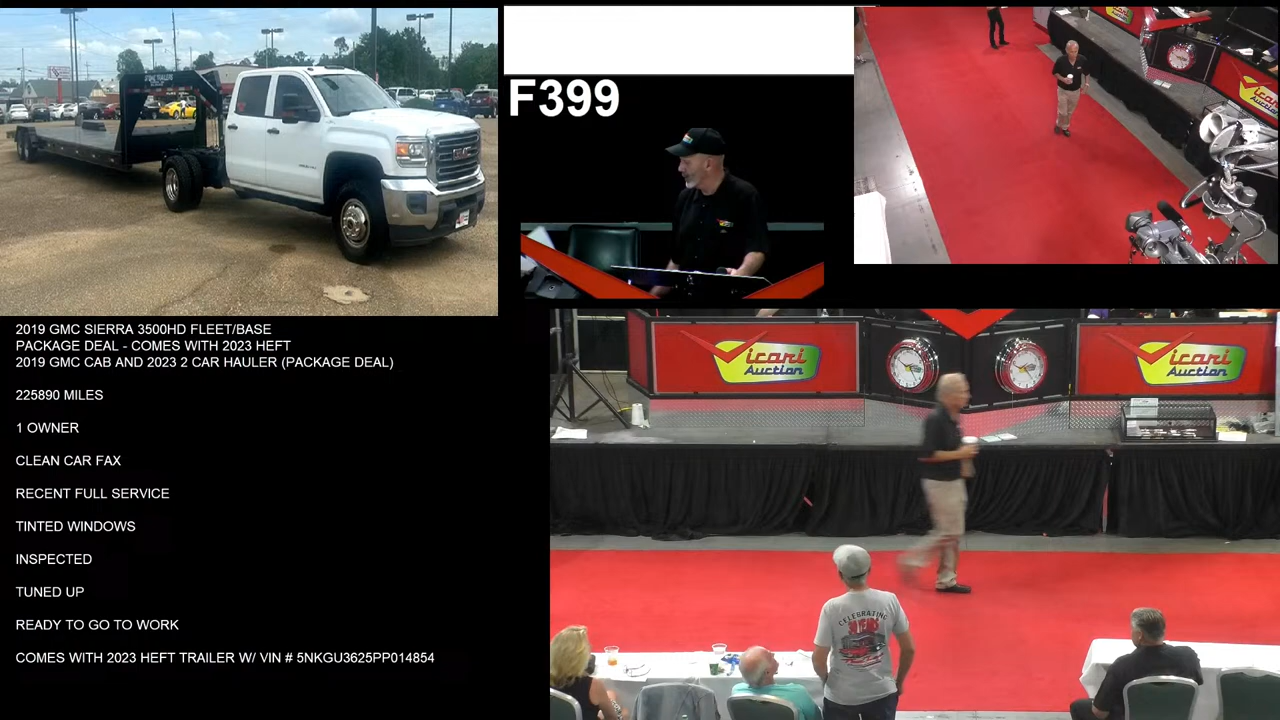 F399
2019 GMC SIERRA 3500HD FLEET/BASE
PACKAGE DEAL - COMES WITH 2023 HEFT
2019 GMC CAB AND 2023 2 CAR HAULER (PACKAGE DEAL)
225890 MILES
1 OWNER
CLEAN CAR FAX
RECENT FULL SERVICE
TINTED WINDOWS
INSPECTED
TUNED UP
READY TO GO TO WORK
COMES WITH 2023 HEFT TRAILER W/ VIN # 5NKGU3625PP014854
Vicari
Auction
Vicari
Auction
Vicari
Auction
CELEBRATING
GMC